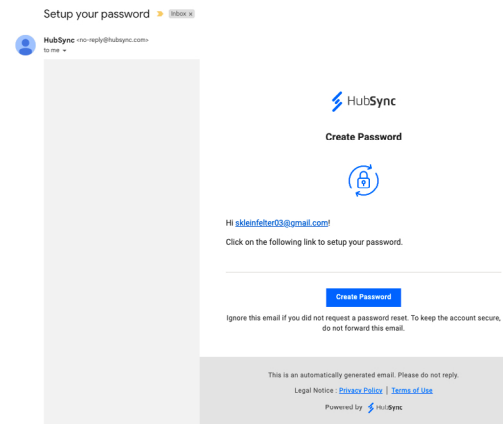 Setup your password
Inbox x
HubSync <no-reply@hubsync.com>
to me
HubSync
Create Password
Hi skleinfelter03@gmail.com!
Click on the following link to setup your password.
Create Password
Ignore this email if you did not request a password reset. To keep the account secure,
do not forward this email.
This is an automatically generated email. Please do not reply.
Legal Notice : Privacy Policy | Terms of Use
Powered by HubSync